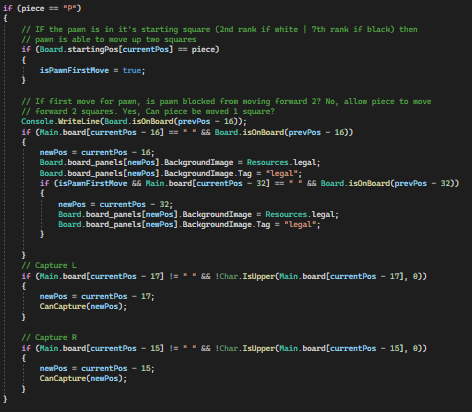 if (piece == "P")
{
// IF the pawn is in it's starting square (2nd rank if white | 7th rank if black) then
// pawn is able to move up two squares
if (Board.startingPos[currentPos] == piece)
{
isPawnFirstMove = true;
}
// If first move for pawn, is pawn blocked from moving forward 2? No, allow piece to move
// forward 2 squares. Yes, Can piece be moved 1 square?
Console.WriteLine(Board.isOnBoard(prevPos - 16));
if (Main.board[currentPos - 16] == " " && Board.isOnBoard(prevPos - 16))
{
newPos = currentPos - 16;
Board.board_panels[newPos].BackgroundImage = Resources.legal;
Board.board_panels[newPos].BackgroundImage.Tag = "legal";
if (isPawnFirstMove && Main.board[currentPos - 32] == " " && Board.isOnBoard(prevPos - 32))
{
newPos = currentPos - 32;
Board.board_panels[newPos].BackgroundImage = Resources.legal;
Board.board_panels[newPos].BackgroundImage.Tag = "legal";
}
}
// Capture L
if (Main.board[currentPos - 17] != " " && !Char.IsUpper(Main.board[currentPos - 17], 0))
{
newPos = currentPos - 17;
CanCapture(newPos);
}
// Capture R
if (Main.board[currentPos - 15] != " " && !Char.IsUpper(Main.board[currentPos - 15], 0))
{
newPos = currentPos - 15;
CanCapture(newPos);
}
}